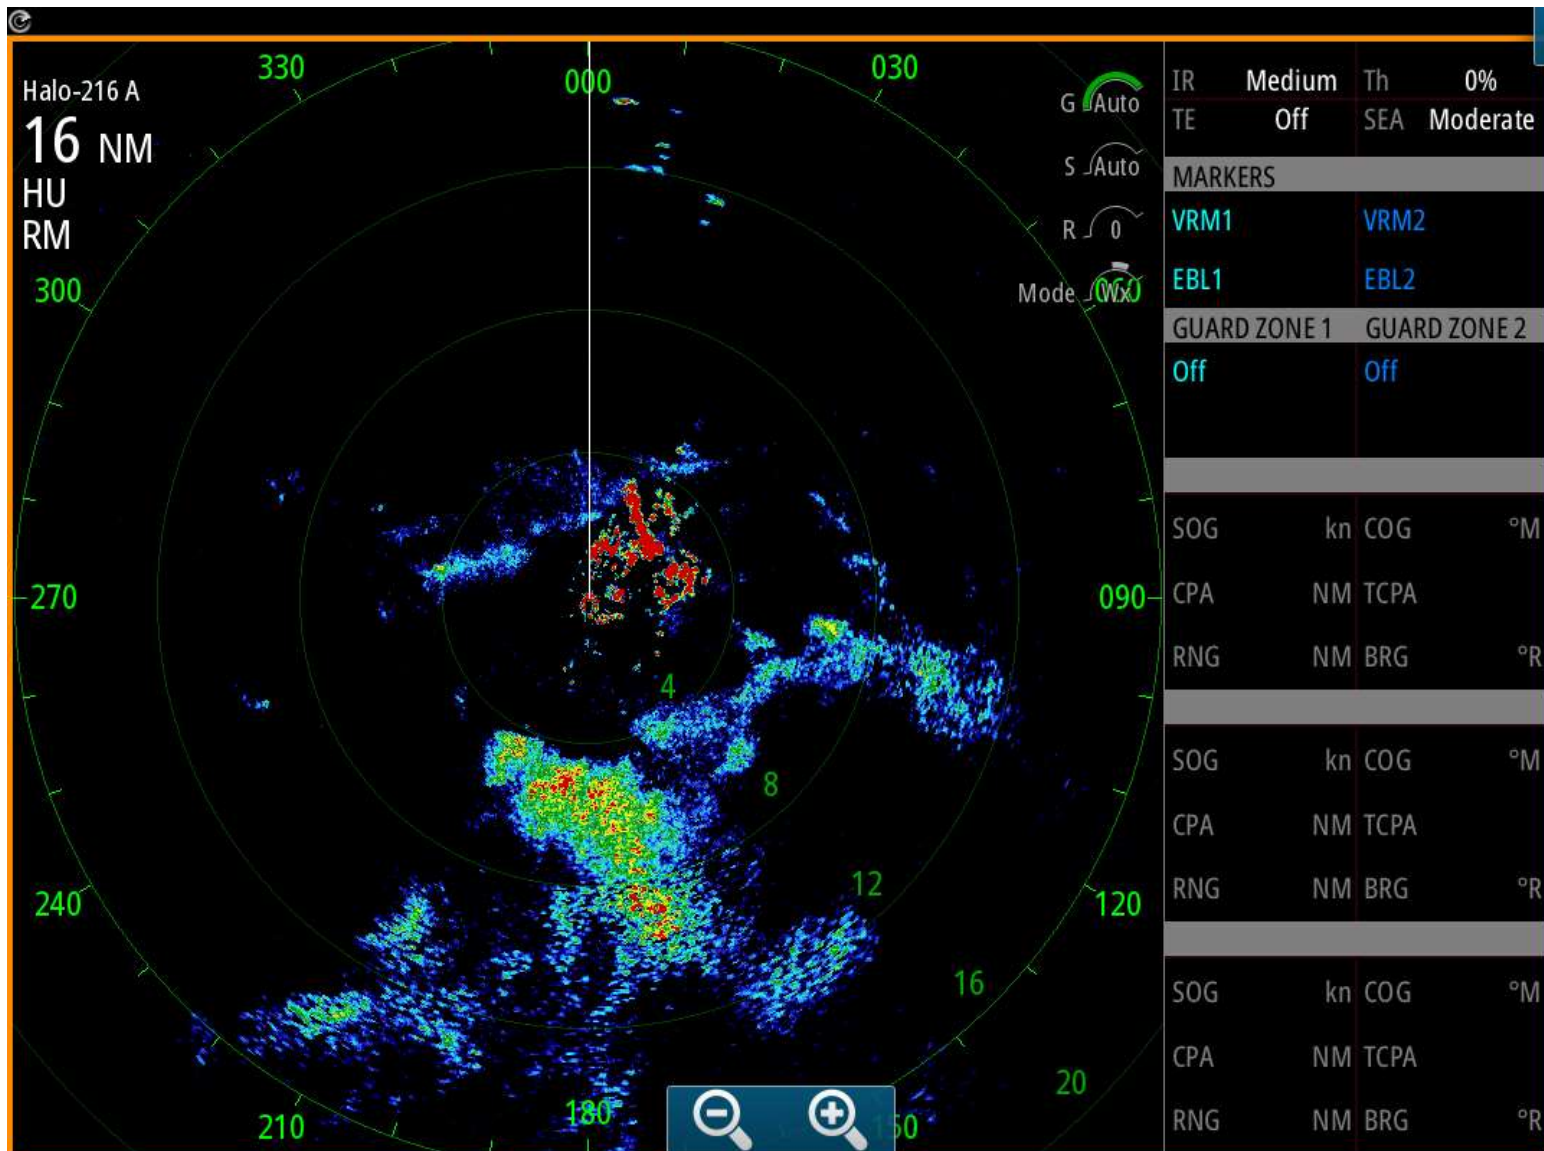 Halo-216 A
16 NM
HU
RM
330
000
030
300
060
270
090
240
120
210
180
150
4
8
12
16
20
G Auto
S Auto
R 0
Mode Wx
IR Medium Th 0%
TE Off SEA Moderate
MARKERS
VRM1 VRM2
EBL1 EBL2
GUARD ZONE 1 GUARD ZONE 2
Off Off
SOG kn COG °M
CPA NM TCPA
RNG NM BRG °R
SOG kn COG °M
CPA NM TCPA
RNG NM BRG °R
SOG kn COG °M
CPA NM TCPA
RNG NM BRG °R